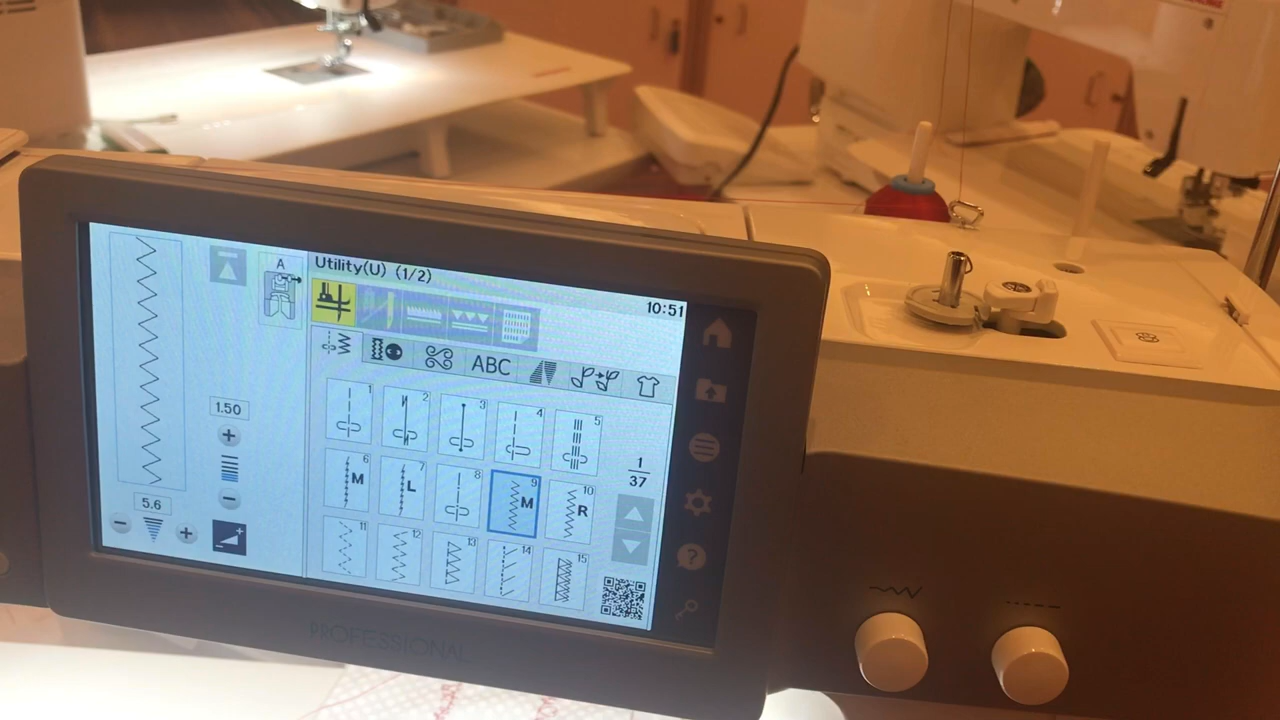 A
Utility(U) (1/2)
10:51
ABC
1 2 3 4 5
1.50
6 M 7 L 8 9 M 10 R
1
37
5.6
11 12 13 14 15
?
PROFESSIONAL